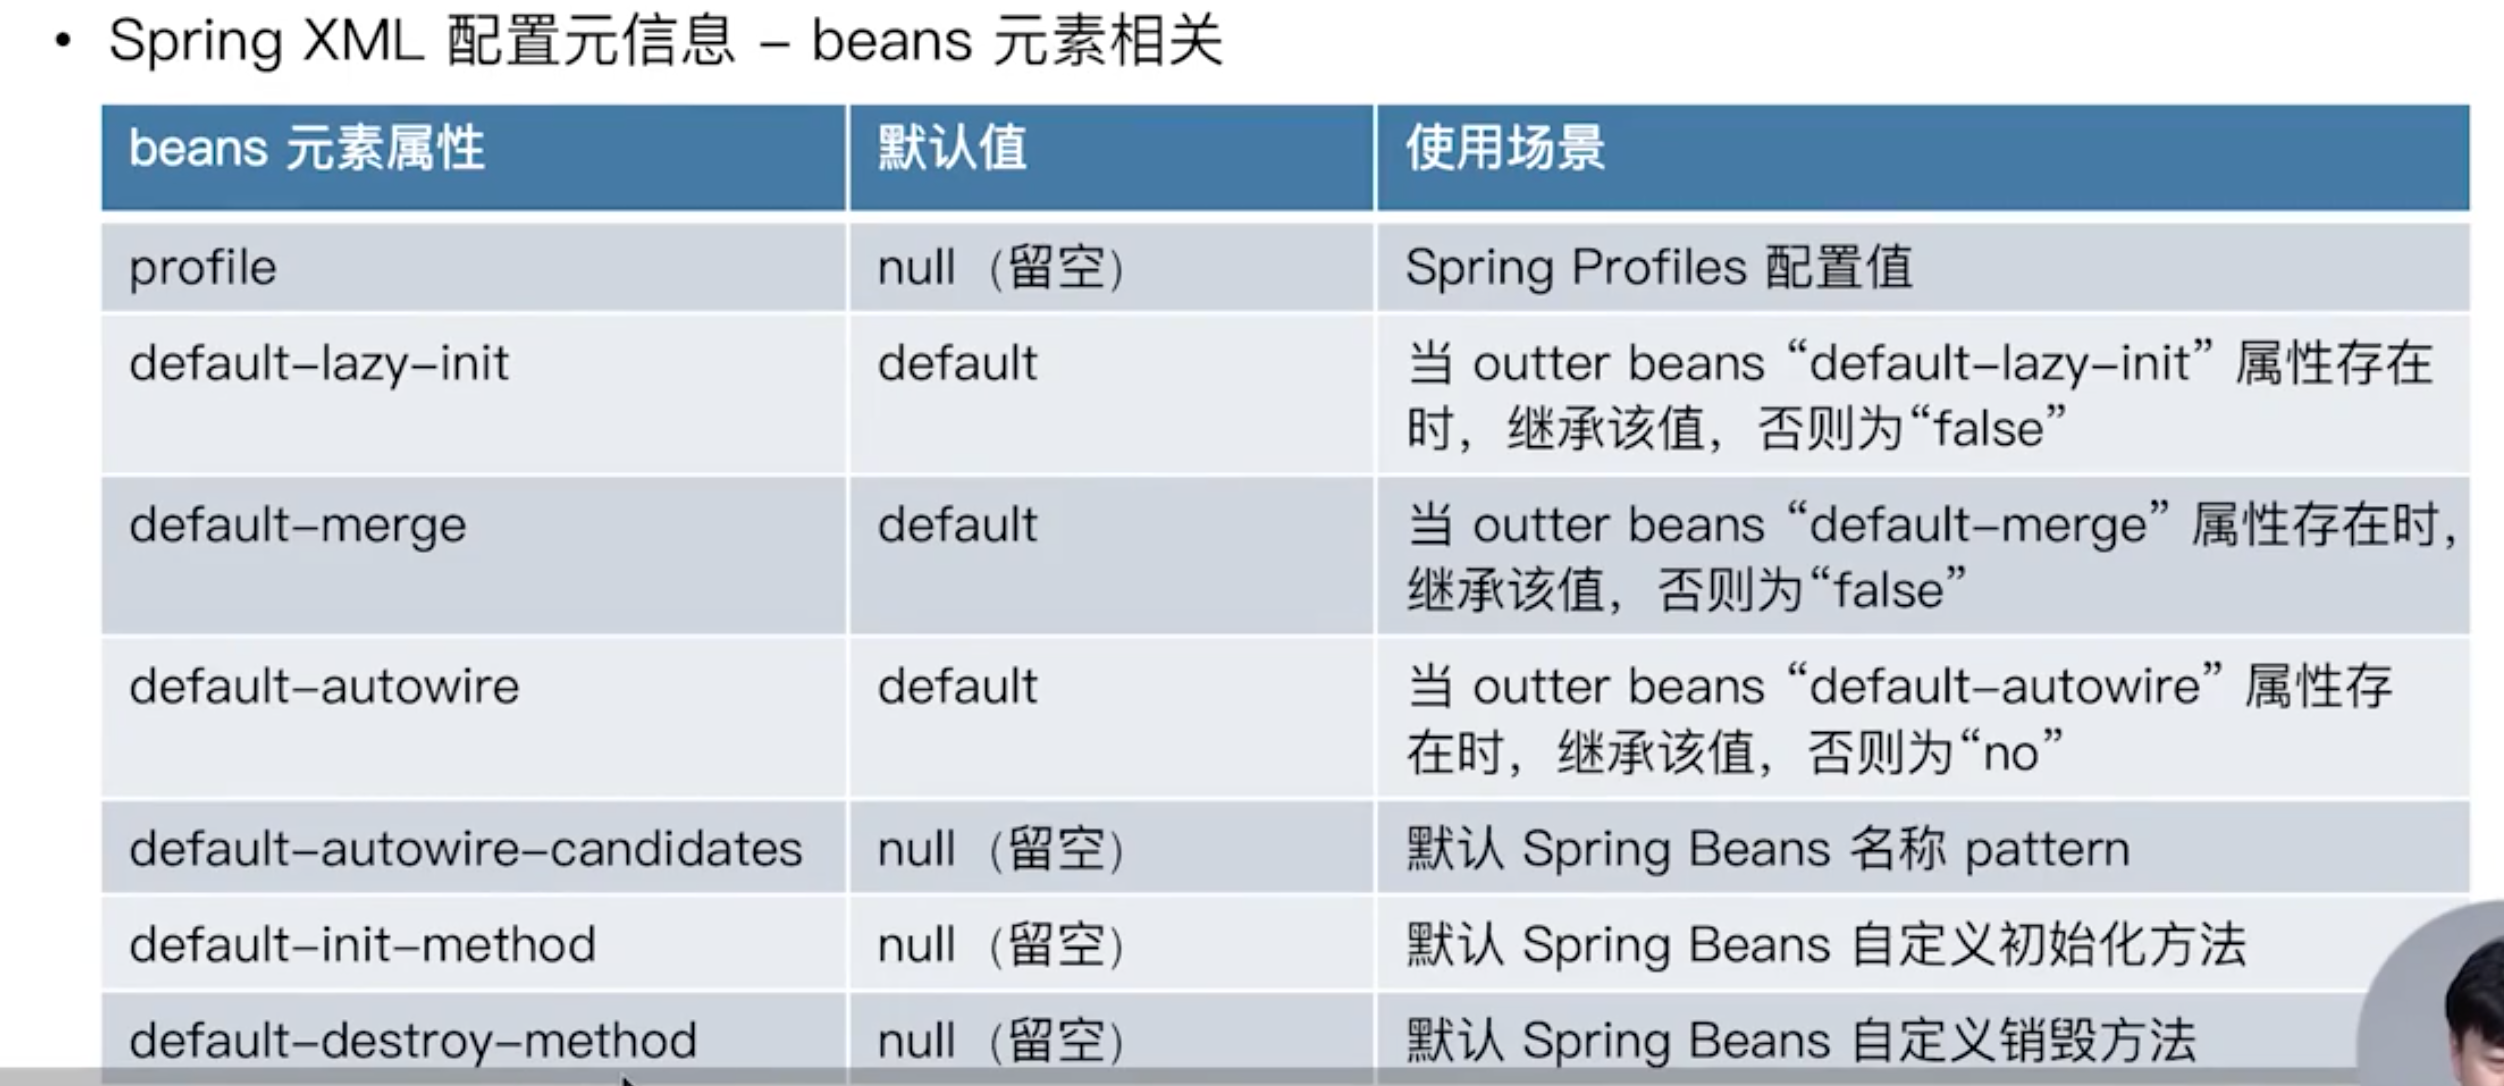 • Spring XML 配置元信息 – beans 元素相关
beans 元素属性 默认值 使用场景
profile null（留空） Spring Profiles 配置值
default–lazy–init default 当 outter beans “default–lazy–init” 属性存在
时，继承该值，否则为“false”
default–merge default 当 outter beans “default–merge” 属性存在时，
继承该值，否则为“false”
default–autowire default 当 outter beans “default–autowire” 属性存
在时，继承该值，否则为“no”
default–autowire–candidates null（留空） 默认 Spring Beans 名称 pattern
default–init–method null（留空） 默认 Spring Beans 自定义初始化方法
default–destroy–method null（留空） 默认 Spring Beans 自定义销毁方法